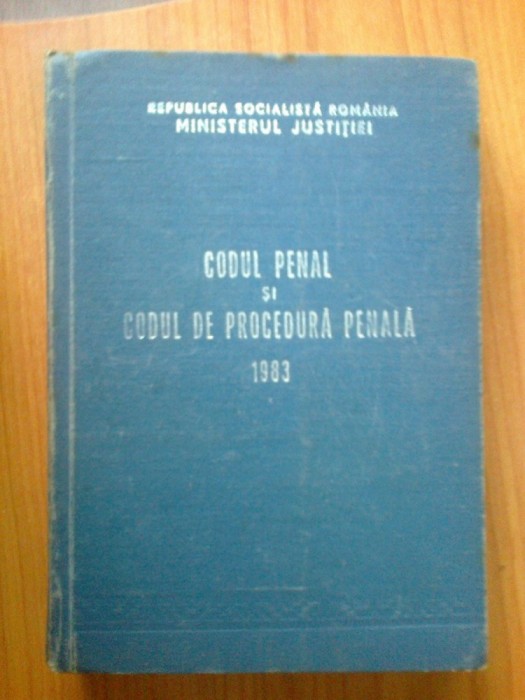 REPUBLICA SOCIALISTĂ ROMÂNIA
MINISTERUL JUSTIŢIEI
CODUL PENAL
ŞI
CODUL DE PROCEDURĂ PENALĂ
1983